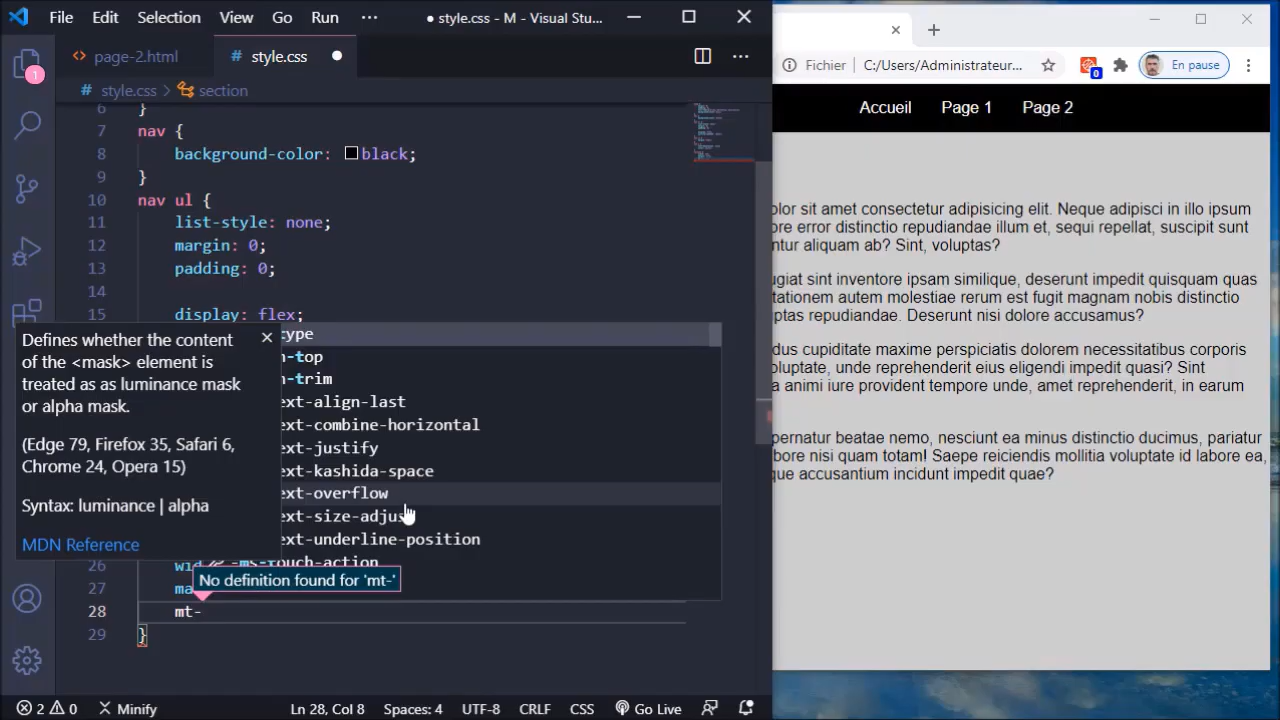 File Edit Selection View Go Run ··· ● style.css - M - Visual Stu...
page-2.html # style.css ● ···
# style.css > section
6 }
7 nav {
8 background-color: black;
9 }
10 nav ul {
11 list-style: none;
12 margin: 0;
13 padding: 0;
14
15 display: flex;
Defines whether the content
of the <mask> element is
treated as as luminance mask
or alpha mask.
(Edge 79, Firefox 35, Safari 6,
Chrome 24, Opera 15)
Syntax: luminance | alpha
MDN Reference
type
n-top
n-trim
ext-align-last
ext-combine-horizontal
ext-justify
ext-kashida-space
ext-overflow
ext-size-adjus
ext-underline-position
-ms-touch-action
26 wid
No definition found for 'mt-'
27 ma
28 mt-
29 }
1
2 0 Minify Ln 28, Col 8 Spaces: 4 UTF-8 CRLF CSS Go Live
Fichier C:/Users/Administrateur... 0 En pause
Accueil Page 1 Page 2
olor sit amet consectetur adipisicing elit. Neque adipisci in illo ipsum
ore error distinctio repudiandae illum et, sequi repellat, suscipit sunt
ntur aliquam ab? Sint, voluptas?
ugiat sint inventore ipsam similique, deserunt impedit quisquam quas
tationem autem molestiae rerum est fugit magnam nobis distinctio
uptas repudiandae. Deserunt nisi dolore accusamus?
dus cupiditate maxime perspiciatis dolorem necessitatibus corporis
oluptate, unde reprehenderit eius eligendi impedit quasi? Sint
a animi iure provident tempore unde, amet reprehenderit, in earum
pernatur beatae nemo, nesciunt ea minus distinctio ducimus, pariatur
bore nisi quam totam! Saepe reiciendis mollitia voluptate id labore ea,
que accusantium incidunt impedit quae?